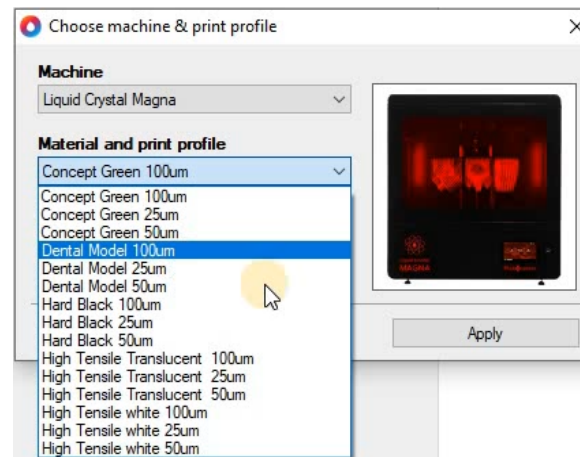 Choose machine & print profile
Machine
Liquid Crystal Magna
Material and print profile
Concept Green 100um
Concept Green 100um
Concept Green 25um
Concept Green 50um
Dental Model 100um
Dental Model 25um
Dental Model 50um
Hard Black 100um
Hard Black 25um
Hard Black 50um
High Tensile Translucent  100um
High Tensile Translucent  25um
High Tensile Translucent  50um
High Tensile white 100um
High Tensile white 25um
High Tensile white 50um
MAGNA
Apply